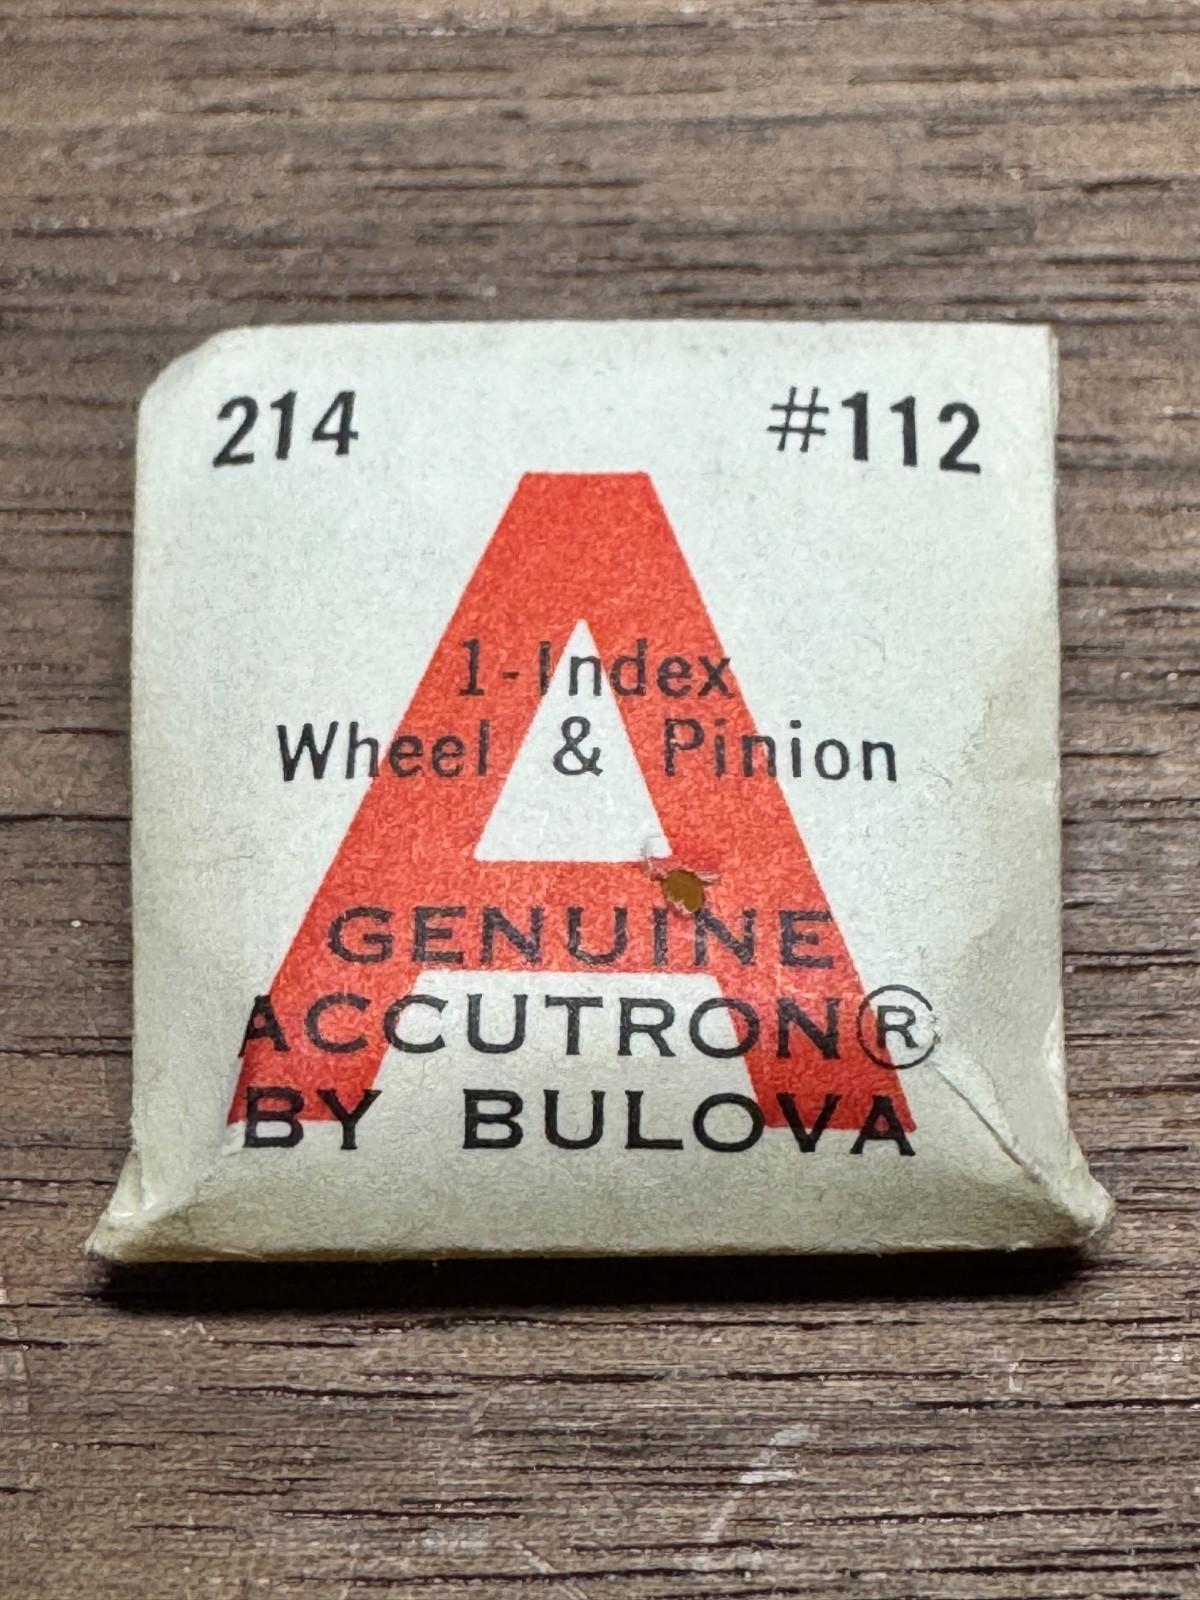 214 #112
1-Index
Wheel & Pinion
GENUINE
ACCUTRON®
BY BULOVA